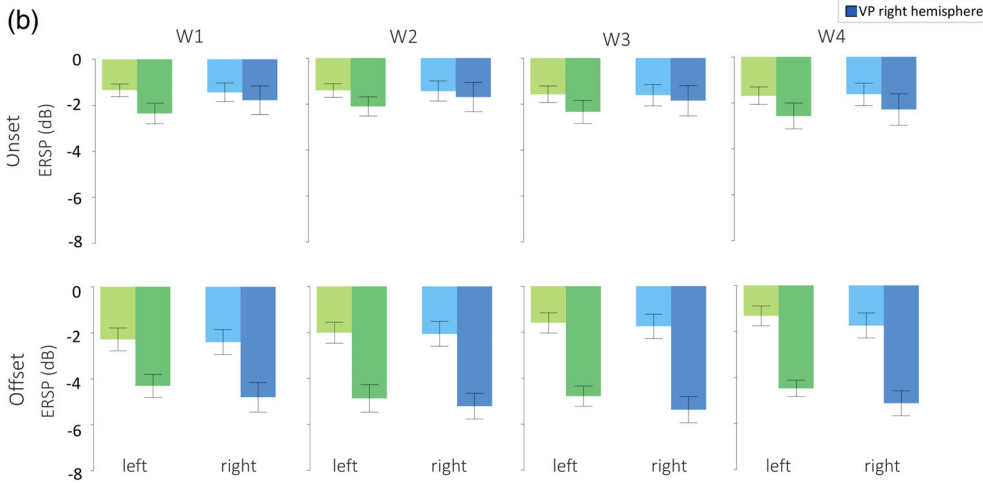 (b)
VP right hemisphere
W1 W2 W3 W4
Unset
ERSP (dB)
0
-2
-4
-6
-8
Offset
ERSP (dB)
0
-2
-4
-6
-8
left right left right left right left right